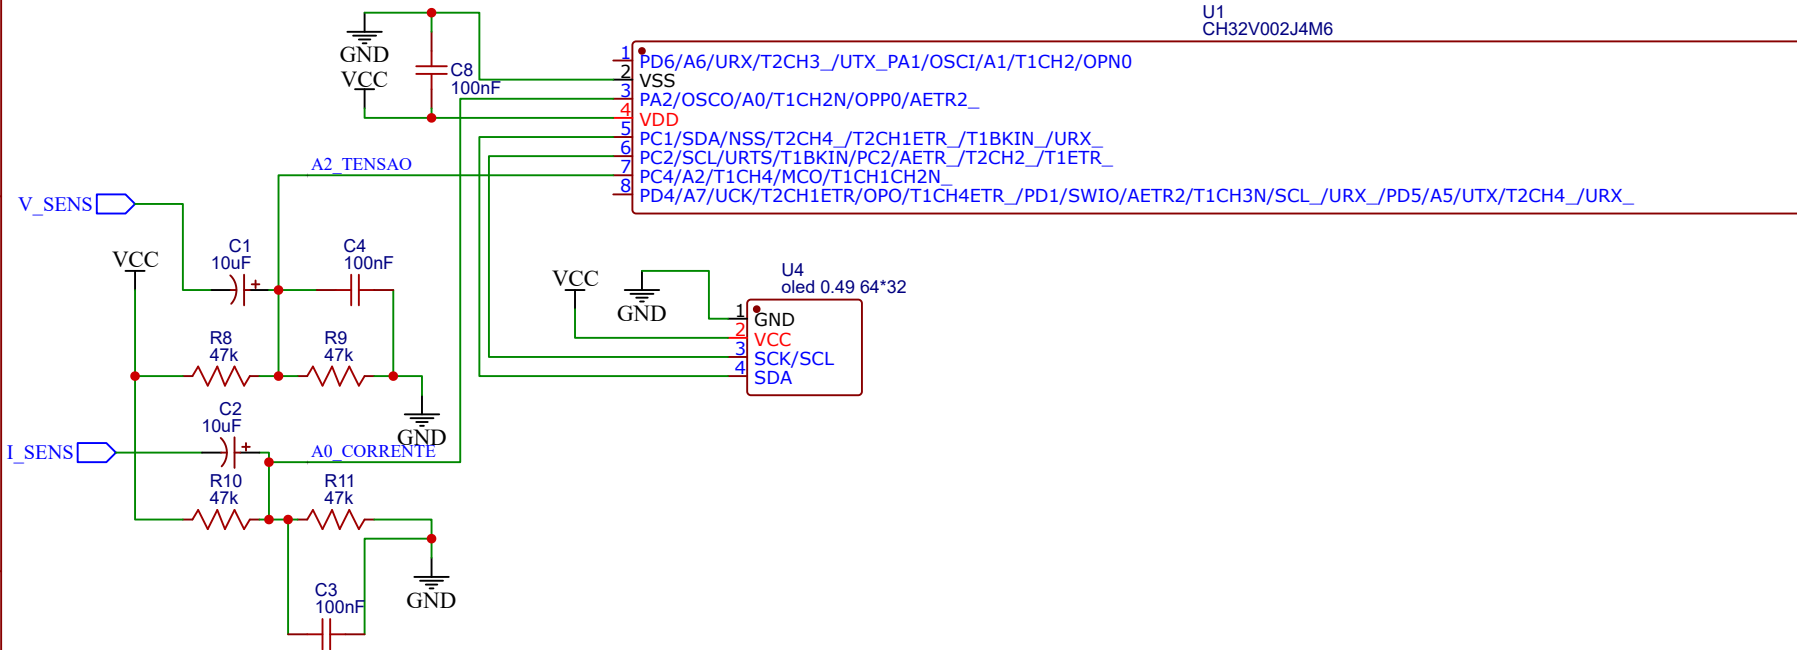 U1
CH32V002J4M6
GND
VCC
C8
100nF
1
PD6/A6/URX/T2CH3_/UTX_PA1/OSCI/A1/T1CH2/OPN0
2
VSS
3
PA2/OSCO/A0/T1CH2N/OPP0/AETR2_
4
VDD
5
PC1/SDA/NSS/T2CH4_/T2CH1ETR_/T1BKIN_/URX_
6
PC2/SCL/URTS/T1BKIN/PC2/AETR_/T2CH2_/T1ETR_
7
PC4/A2/T1CH4/MCO/T1CH1CH2N_
8
PD4/A7/UCK/T2CH1ETR/OPO/T1CH4ETR_/PD1/SWIO/AETR2/T1CH3N/SCL_/URX_/PD5/A5/UTX/T2CH4_/URX_
A2_TENSAO
V_SENS
VCC
C1
10uF
+
C4
100nF
R8
47k
R9
47k
GND
C2
10uF
+
I_SENS
A0_CORRENTE
R10
47k
R11
47k
GND
C3
100nF
VCC
GND
U4
oled 0.49 64*32
1
GND
2
VCC
3
SCK/SCL
4
SDA